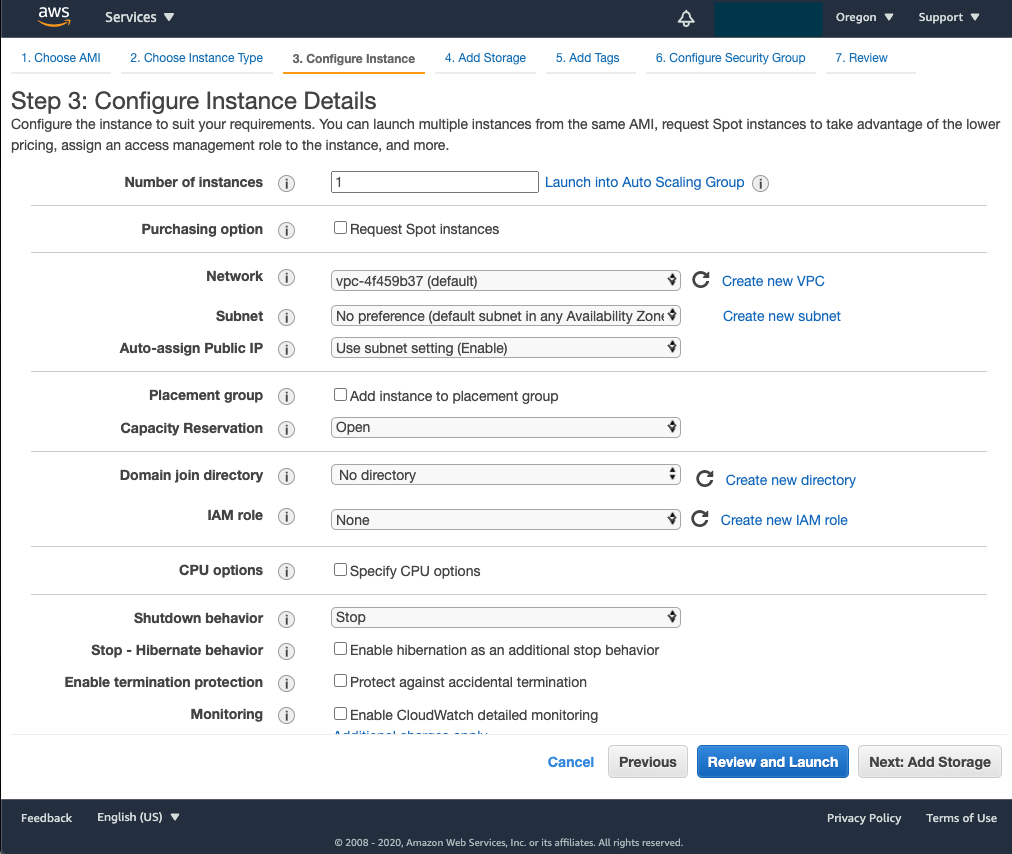 aws Services Oregon Support
1. Choose AMI 2. Choose Instance Type 3. Configure Instance 4. Add Storage 5. Add Tags 6. Configure Security Group 7. Review
Step 3: Configure Instance Details
Configure the instance to suit your requirements. You can launch multiple instances from the same AMI, request Spot instances to take advantage of the lower
pricing, assign an access management role to the instance, and more.
Number of instances i 1 Launch into Auto Scaling Group i
Purchasing option i Request Spot instances
Network i vpc-4f459b37 (default) Create new VPC
Subnet i No preference (default subnet in any Availability Zone Create new subnet
Auto-assign Public IP i Use subnet setting (Enable)
Placement group i Add instance to placement group
Capacity Reservation i Open
Domain join directory i No directory Create new directory
IAM role i None Create new IAM role
CPU options i Specify CPU options
Shutdown behavior i Stop
Stop - Hibernate behavior i Enable hibernation as an additional stop behavior
Enable termination protection i Protect against accidental termination
Monitoring i Enable CloudWatch detailed monitoring
Additional charges apply.
Cancel Previous Review and Launch Next: Add Storage
Feedback English (US) Privacy Policy Terms of Use
© 2008 - 2020, Amazon Web Services, Inc. or its affiliates. All rights reserved.